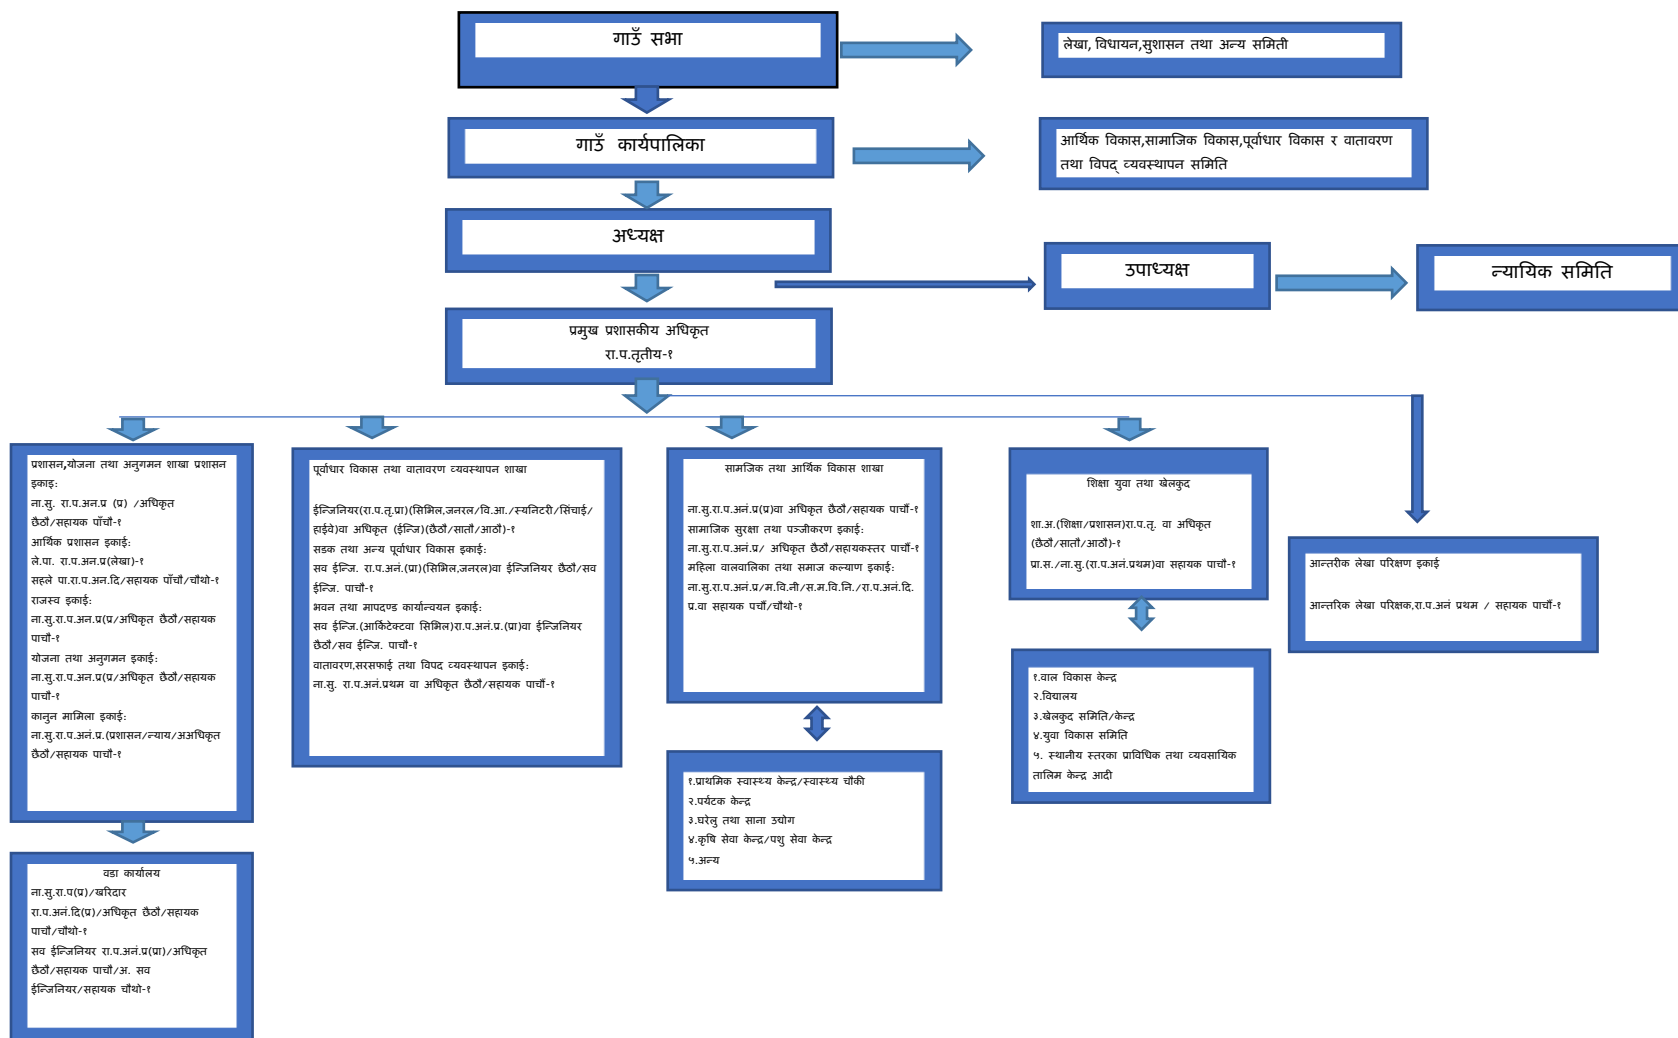 गाउँ सभा
लेखा, विधायन,सुशासन तथा अन्य समिती
गाउँ कार्यपालिका
आर्थिक विकास,सामाजिक विकास,पूर्वाधार विकास र वातावरण
तथा विपद् व्यवस्थापन समिति
अध्यक्ष
उपाध्यक्ष
न्यायिक समिति
प्रमुख प्रशासकीय अधिकृत
रा.प.तृतीय-१
प्रशासन,योजना तथा अनुगमन शाखा प्रशासन
इकाइ:
ना.सु. रा.प.अन.प्र (प्र) /अधिकृत
छैठौ/सहायक पाँचौ-१
आर्थिक प्रशासन इकाई:
ले.पा. रा.प.अन.प्र(लेखा)-१
सहले पा.रा.प.अन.दि/सहायक पाँचौ/चौथो-१
राजस्व इकाई:
ना.सु.रा.प.अन.प्र(प्र/अधिकृत छैठौ/सहायक
पाचौ-१
योजना तथा अनुगमन इकाई:
ना.सु.रा.प.अन.प्र(प्र/अधिकृत छैठौ/सहायक
पाचौ-१
कानुन मामिला इकाई:
ना.सु.रा.प.अनं.प्र.(प्रशासन/न्याय/अअधिकृत
छैठौ/सहायक पाचौ-१
पूर्वाधार विकास तथा वातावरण व्यवस्थापन शाखा
ईन्जिनियर(रा.प.तृ.प्रा)(सिमिल,जनरल/वि.आ./स्यनिटरी/सिंचाई/
हाईवे)वा अधिकृत (ईन्जि)(छैठौ/सातौ/आठौ)-१
सडक तथा अन्य पूर्वाधार विकास इकाई:
सव ईन्जि. रा.प.अनं.(प्रा)(सिमिल,जनरल)वा ईन्जिनियर छैठौ/सव
ईन्जि. पाचौ-१
भवन तथा मापदण्ड कार्यान्वयन इकाई:
सव ईन्जि.(आर्किटेक्टवा सिमिल)रा.प.अनं.प्र.(प्रा)वा ईन्जिनियर
छैठौ/सव ईन्जि. पाचौ-१
वातावरण,सरसफाई तथा विपद व्यवस्थापन इकाई:
ना.सु. रा.प.अनं.प्रथम वा अधिकृत छैठौ/सहायक पाचौं-१
सामजिक तथा आर्थिक विकास शाखा
ना.सु.रा.प.अनं.प्र(प्र)वा अधिकृत छैठौ/सहायक पाचौं-१
सामाजिक सुरक्षा तथा पञ्जीकरण इकाई:
ना.सु.रा.प.अनं.प्र/ अधिकृत छैठौ/सहायकस्तर पाचौं-१
महिला वालवालिका तथा समाज कल्याण इकाई:
ना.सु.रा.प.अनं.प्र/म.वि.नी/स.म.वि.नि./रा.प.अनं.दि.
प्र.वा सहायक पर्चौ/चौथो-१
शिक्षा युवा तथा खेलकुद
शा.अ.(शिक्षा/प्रशासन)रा.प.तृ. वा अधिकृत
(छैठौ/सातौ/आठौ)-१
प्रा.स./ना.सु.(रा.प.अनं.प्रथम)वा सहायक पाचौ-१
आन्तरीक लेखा परिक्षण इकाई
आन्तरिक लेखा परिक्षक,रा.प.अनं प्रथम / सहायक पाचौं-१
१.वाल विकास केन्द्र
२.विद्यालय
३.खेलकुद समिति/केन्द्र
४.युवा विकास समिति
५. स्थानीय स्तरका प्राविधिक तथा व्यवसायिक
तालिम केन्द्र आदी
१.प्राथमिक स्वास्थ्य केन्द्र/स्वास्थ्य चौकी
२.पर्यटक केन्द्र
३.घरेलु तथा साना उद्योग
४.कृषि सेवा केन्द्र/पशु सेवा केन्द्र
५.अन्य
वडा कार्यालय
ना.सु.रा.प(प्र)/खरिदार
रा.प.अनं.दि(प्र)/अधिकृत छैठौ/सहायक
पाचौ/चौथो-१
सव ईन्जिनियर रा.प.अनं.प्र(प्रा)/अधिकृत
छैठौ/सहायक पाचौ/अ. सव
ईन्जिनियर/सहायक चौथो-१